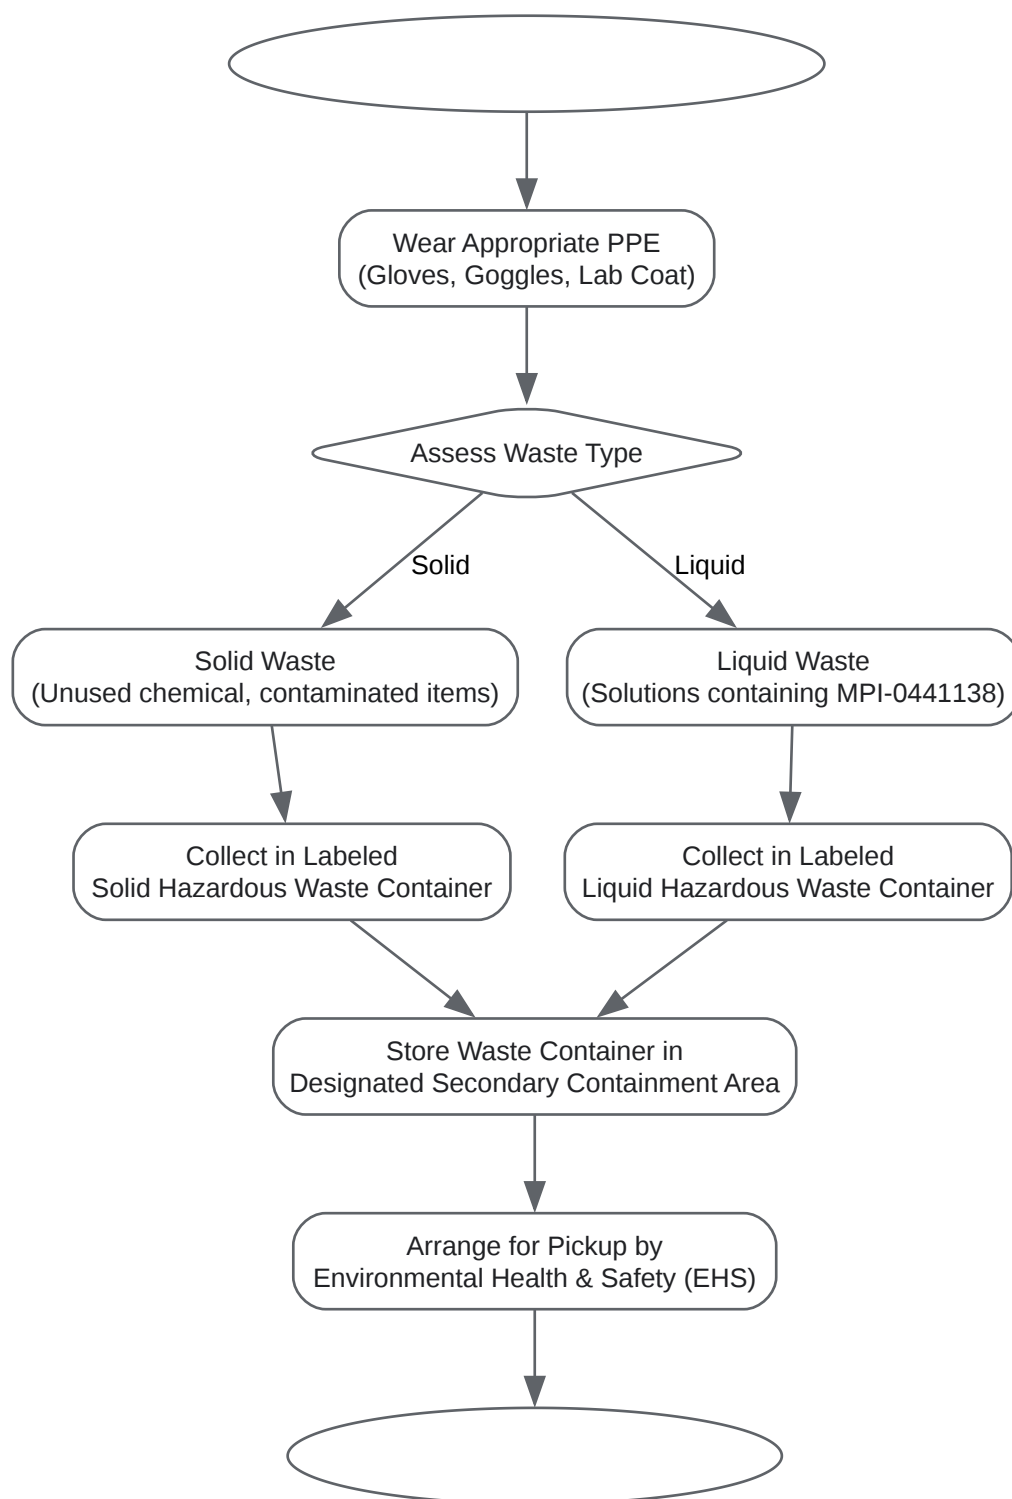 Wear Appropriate PPE
(Gloves, Goggles, Lab Coat)
Assess Waste Type
Solid
Liquid
Solid Waste
(Unused chemical, contaminated items)
Liquid Waste
(Solutions containing MPI-0441138)
Collect in Labeled
Solid Hazardous Waste Container
Collect in Labeled
Liquid Hazardous Waste Container
Store Waste Container in
Designated Secondary Containment Area
Arrange for Pickup by
Environmental Health & Safety (EHS)